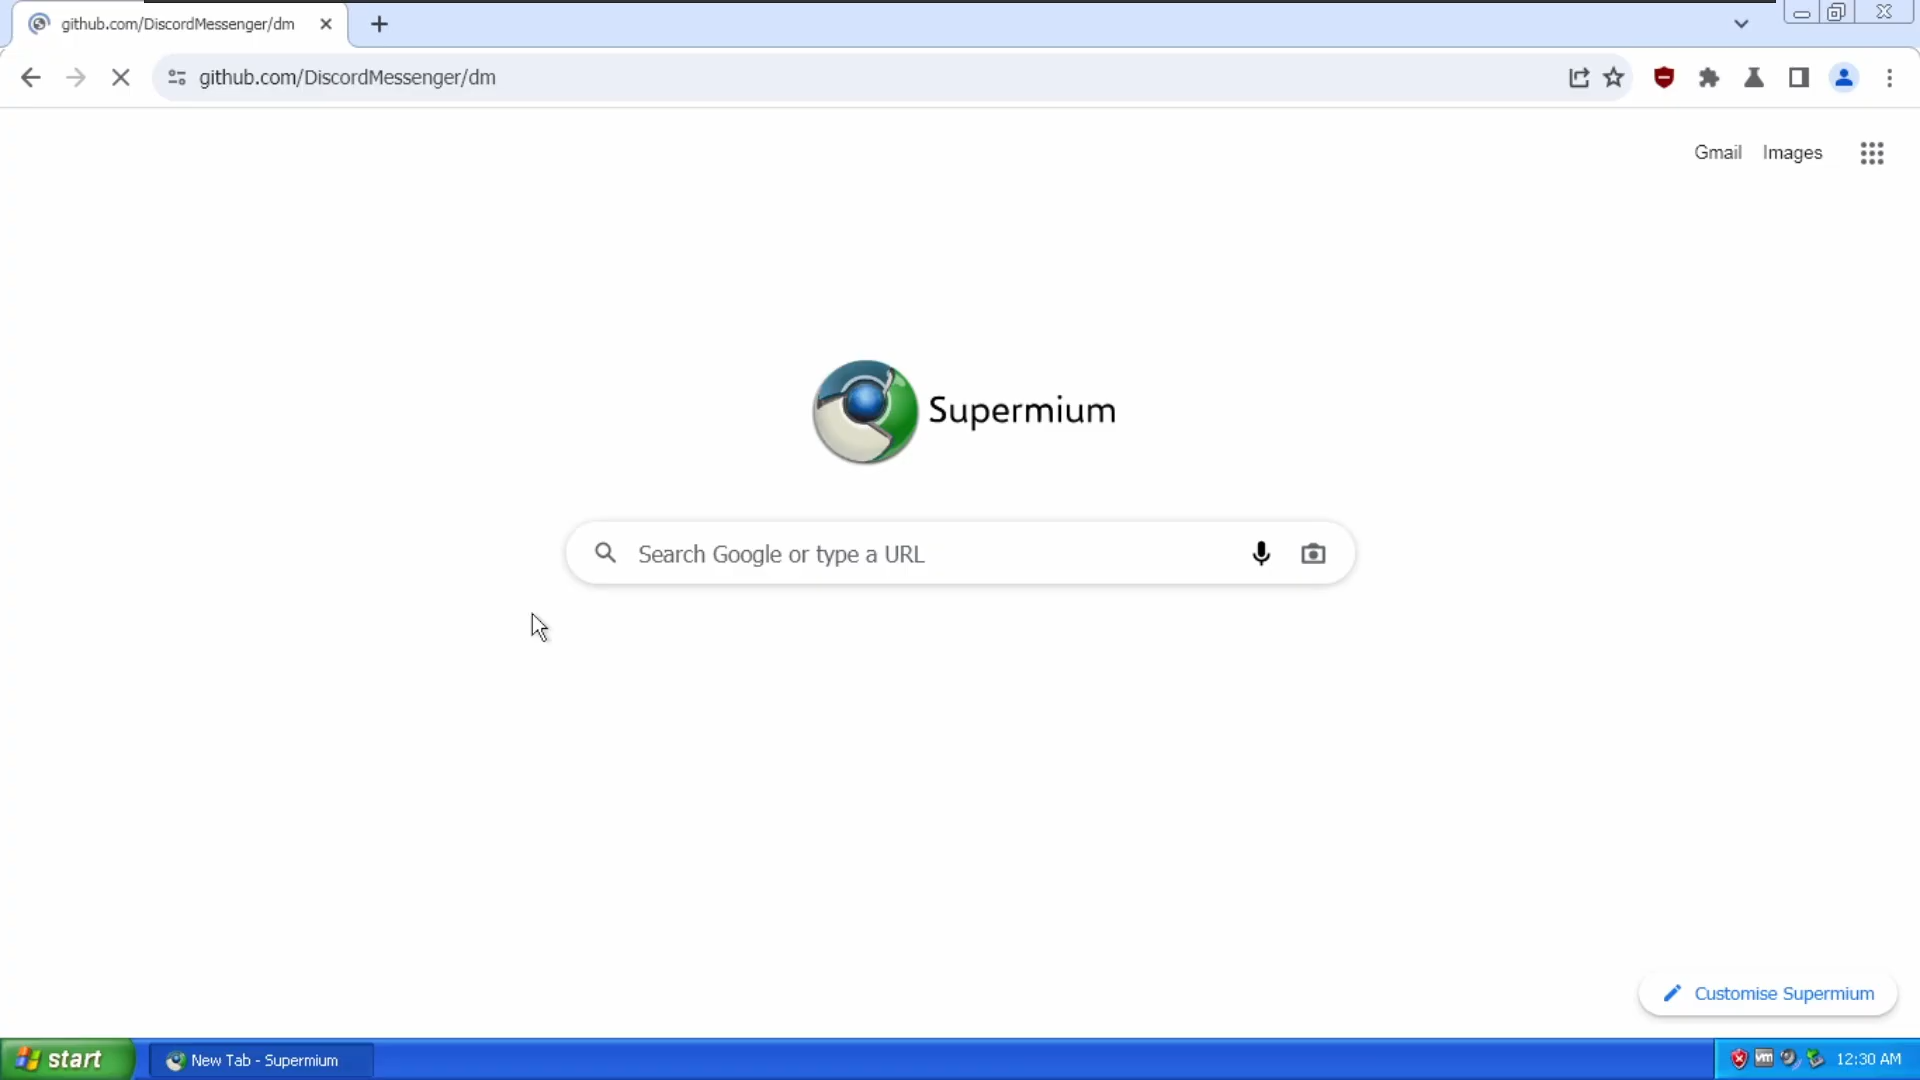 github.com/DiscordMessenger/dm
github.com/DiscordMessenger/dm
Gmail Images
Supermium
Search Google or type a URL
Customise Supermium
start
New Tab - Supermium
vm
12:30 AM